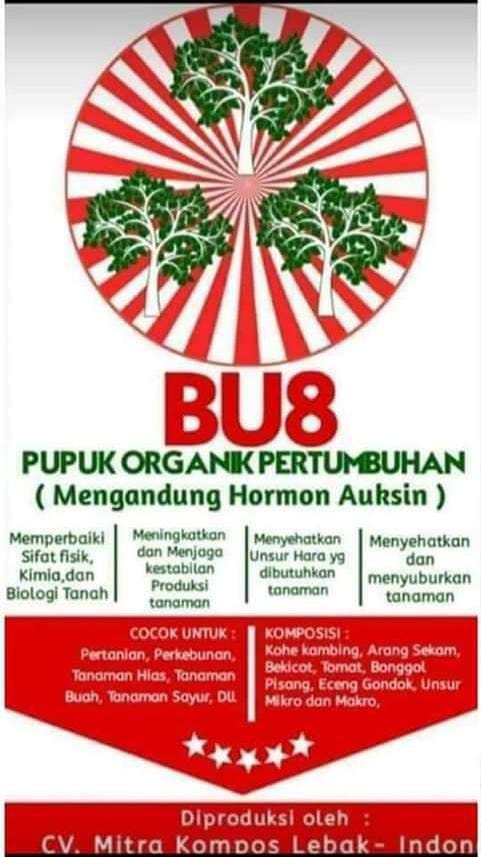 BU8
PUPUK ORGANIK PERTUMBUHAN
( Mengandung Hormon Auksin )
Memperbaiki
Sifat fisik,
Kimia,dan
Biologi Tanah
Meningkatkan
dan Menjaga
kestabilan
Produksi
tanaman
Menyehatkan
Unsur Hara yg
dibutuhkan
tanaman
Menyehatkan
dan
menyuburkan
tanaman
COCOK UNTUK :
Pertanian, Perkebunan,
Tanaman Hias, Tanaman
Buah, Tanaman Sayur, Dll.
KOMPOSISI :
Kohe kambing, Arang Sekam,
Bekicot, Tomat, Bonggol
Pisang, Eceng Gondok, Unsur
Mikro dan Makro,
Diproduksi oleh :
CV. Mitra Kompos Lebak- Indon